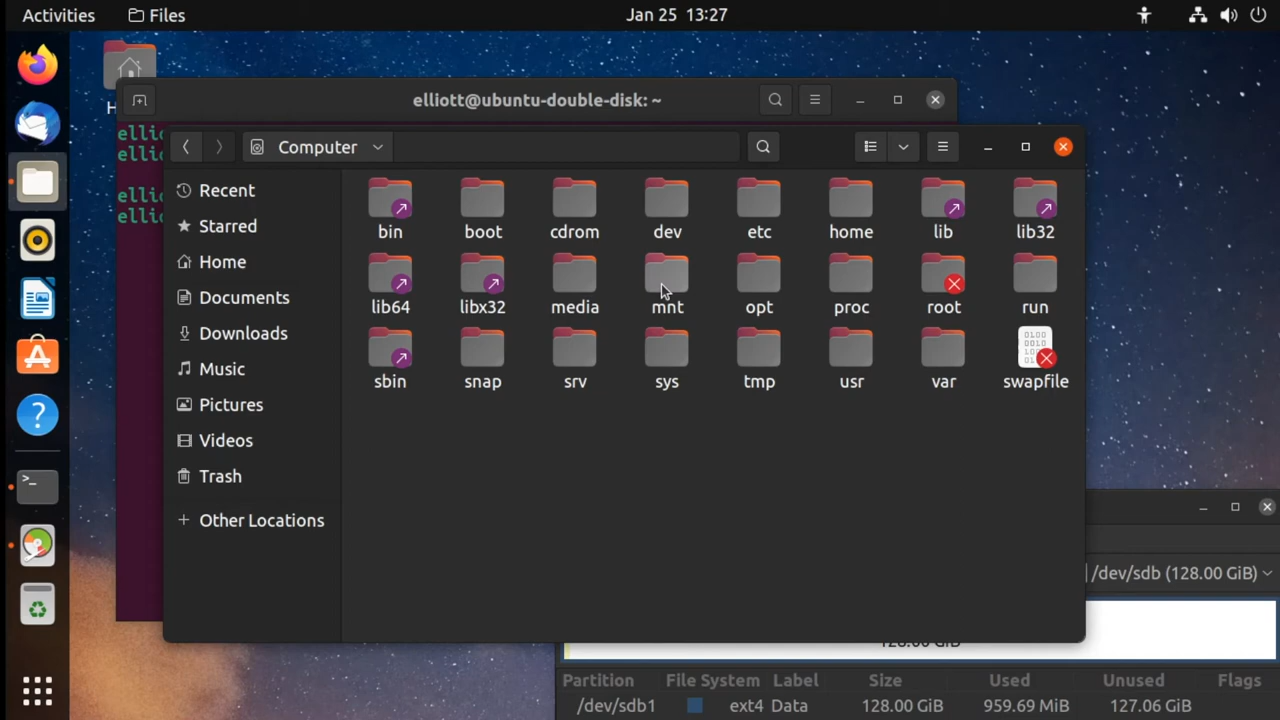 Activities Files Jan 25 13:27
elliott@ubuntu-double-disk: ~
Computer
Recent
Starred
Home
Documents
Downloads
Music
Pictures
Videos
Trash
Other Locations
bin boot cdrom dev etc home lib lib32
lib64 libx32 media mnt opt proc root run
sbin snap srv sys tmp usr var swapfile
/dev/sdb (128.00 GiB)
Partition File System Label Size Used Unused Flags
/dev/sdb1 ext4 Data 128.00 GiB 959.69 MiB 127.06 GiB